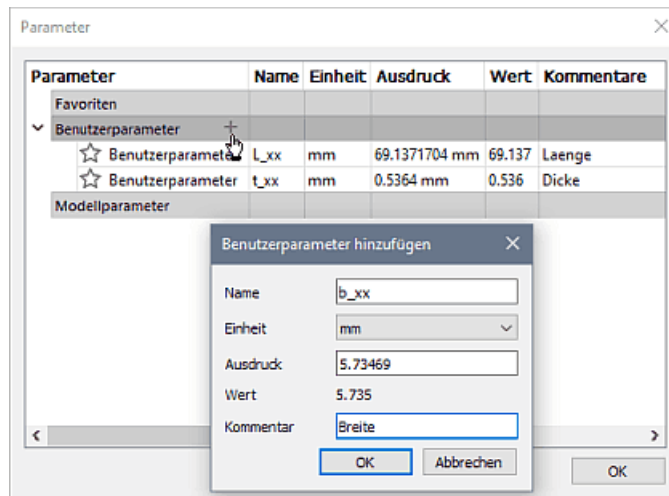 Parameter
Parameter Name Einheit Ausdruck Wert Kommentare
Favoriten
Benutzerparameter
Benutzerparameter L_xx mm 69.1371704 mm 69.137 Laenge
Benutzerparameter t_xx mm 0.5364 mm 0.536 Dicke
Modellparameter
Benutzerparameter hinzufügen
Name b_xx
Einheit mm
Ausdruck 5.73469
Wert 5.735
Kommentar Breite
OK Abbrechen
OK